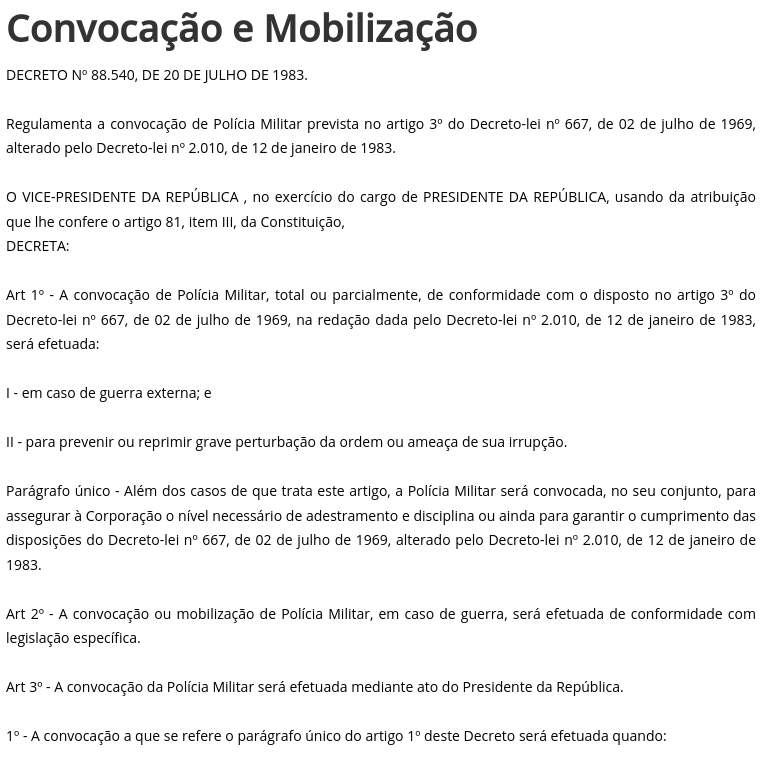 Convocação e Mobilização
DECRETO Nº 88.540, DE 20 DE JULHO DE 1983.
Regulamenta a convocação de Polícia Militar prevista no artigo 3º do Decreto-lei nº 667, de 02 de julho de 1969,
alterado pelo Decreto-lei nº 2.010, de 12 de janeiro de 1983.
O VICE-PRESIDENTE DA REPÚBLICA , no exercício do cargo de PRESIDENTE DA REPÚBLICA, usando da atribuição
que lhe confere o artigo 81, item III, da Constituição,
DECRETA:
Art 1º - A convocação de Polícia Militar, total ou parcialmente, de conformidade com o disposto no artigo 3º do
Decreto-lei nº 667, de 02 de julho de 1969, na redação dada pelo Decreto-lei nº 2.010, de 12 de janeiro de 1983,
será efetuada:
I - em caso de guerra externa; e
II - para prevenir ou reprimir grave perturbação da ordem ou ameaça de sua irrupção.
Parágrafo único - Além dos casos de que trata este artigo, a Polícia Militar será convocada, no seu conjunto, para
assegurar à Corporação o nível necessário de adestramento e disciplina ou ainda para garantir o cumprimento das
disposições do Decreto-lei nº 667, de 02 de julho de 1969, alterado pelo Decreto-lei nº 2.010, de 12 de janeiro de
1983.
Art 2º - A convocação ou mobilização de Polícia Militar, em caso de guerra, será efetuada de conformidade com
legislação específica.
Art 3º - A convocação da Polícia Militar será efetuada mediante ato do Presidente da República.
1º - A convocação a que se refere o parágrafo único do artigo 1º deste Decreto será efetuada quando: